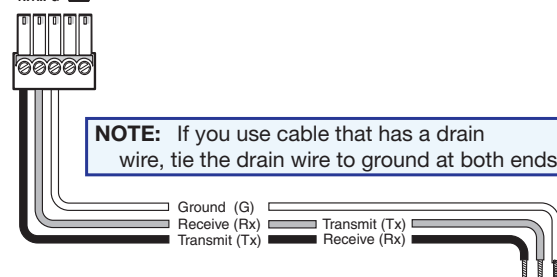 NOTE: If you use cable that has a drain
wire, tie the drain wire to ground at both ends
Ground (G)
Receive (Rx) Transmit (Tx)
Transmit (Tx) Receive (Rx)